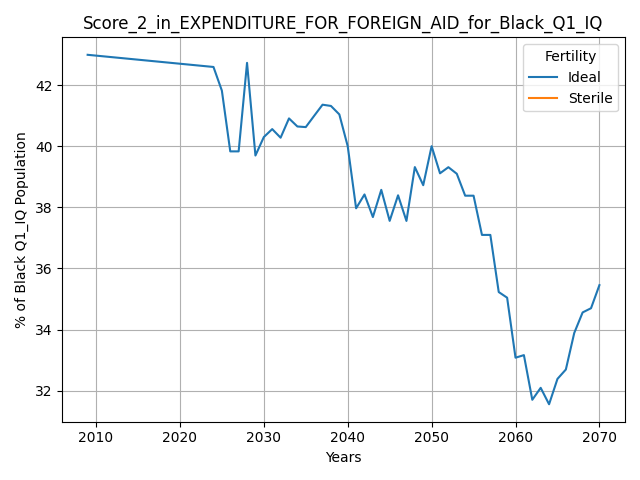 Score_2_in_EXPENDITURE_FOR_FOREIGN_AID_for_Black_Q1_IQ
Fertility
Ideal
Sterile
42
40
38
36
34
32
% of Black Q1_IQ Population
2010 2020 2030 2040 2050 2060 2070
Years